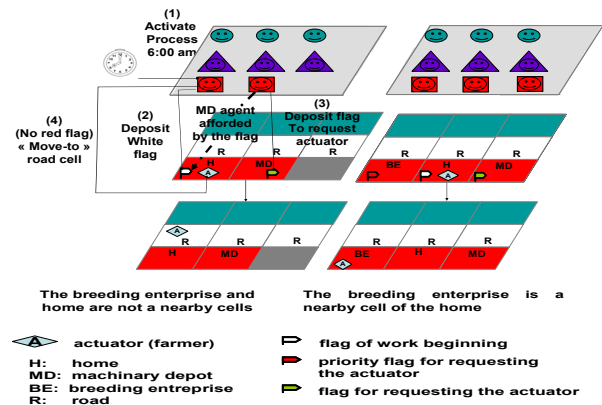 (1)
Activate
Process
6:00 am
(4)
(No red flag)
« Move-to »
road cell
(2)
Deposit
White
flag
MD agent
afforded
by the flag
(3)
Deposit flag
To request
actuator
R R R
H MD
A
R R R
BE H MD
A
A
R R R
H MD
R R R
BE H MD
A
The breeding enterprise and
home are not a nearby cells
The breeding enterprise is a
nearby cell of the home
A actuator (farmer)
H: home
MD: machinary depot
BE: breeding entreprise
R: road
flag of work beginning
priority flag for requesting
the actuator
flag for requesting the actuator